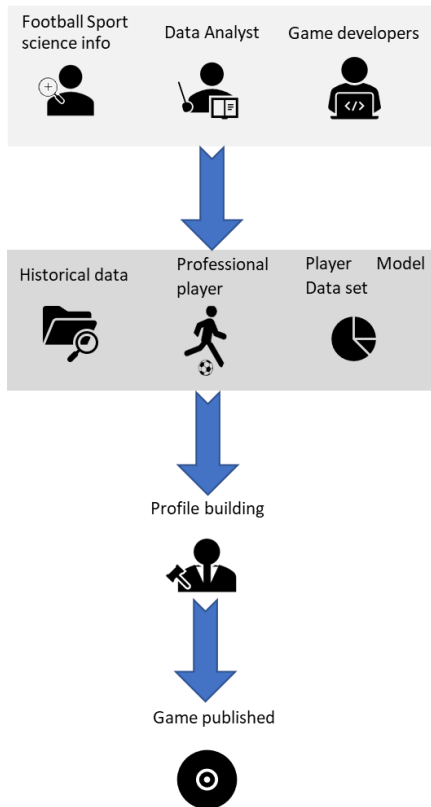 Football Sport
science info
Data Analyst
Game developers
</>
Historical data
Professional
player
Player Model
Data set
Profile building
Game published